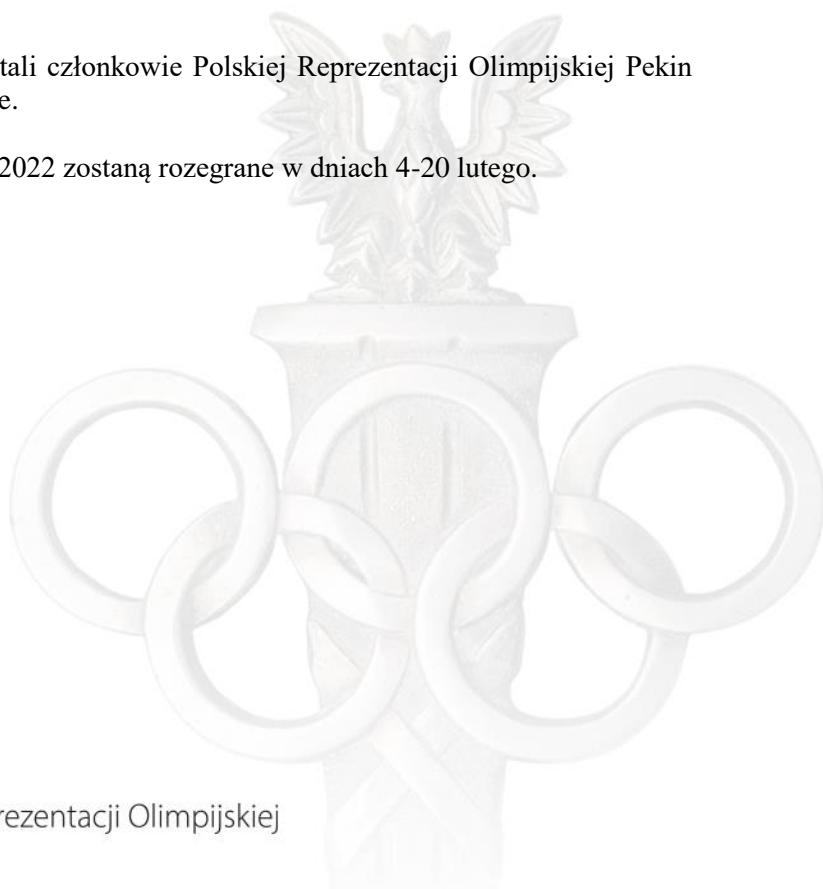 tali członkowie Polskiej Reprezentacji Olimpijskiej Pekin
e.
2022 zostaną rozegrane w dniach 4-20 lutego.
rezentacji Olimpijskiej